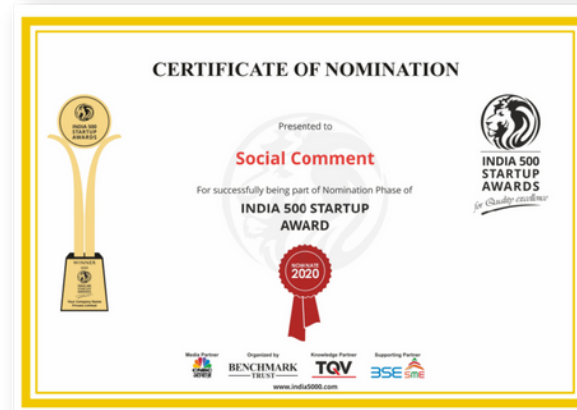 CERTIFICATE OF NOMINATION
Presented to
Social Comment
For successfully being part of Nomination Phase of
INDIA 500 STARTUP
AWARD
INDIA 500
STARTUP
AWARDS
WINNER
INDIA 500
STARTUP
AWARDS
for Quality excellence
NOMINATE
2020
Media Partner
Organized by
Knowledge Partner
Supporting Partner
CNBC
BENCHMARK
TRUST
TQV
BSE SME
www.india5000.com